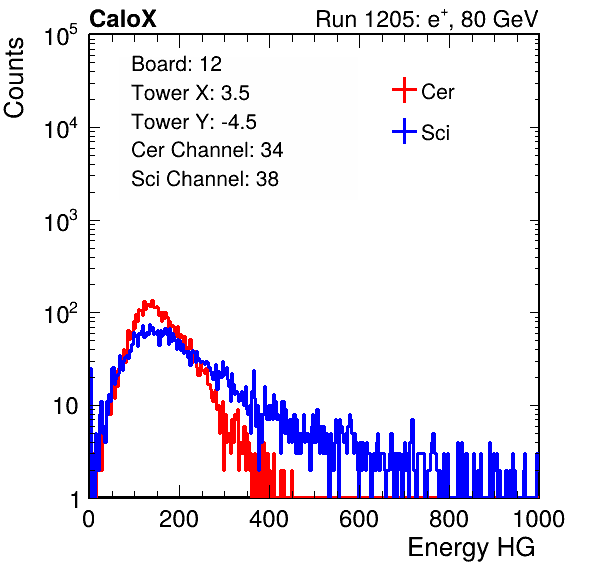 CaloX Run 1205: e⁺, 80 GeV
Counts
10⁵
10⁴
10³
10²
10
1
Board: 12
Tower X: 3.5
Tower Y: -4.5
Cer Channel: 34
Sci Channel: 38
Cer
Sci
0 200 400 600 800 1000
Energy HG